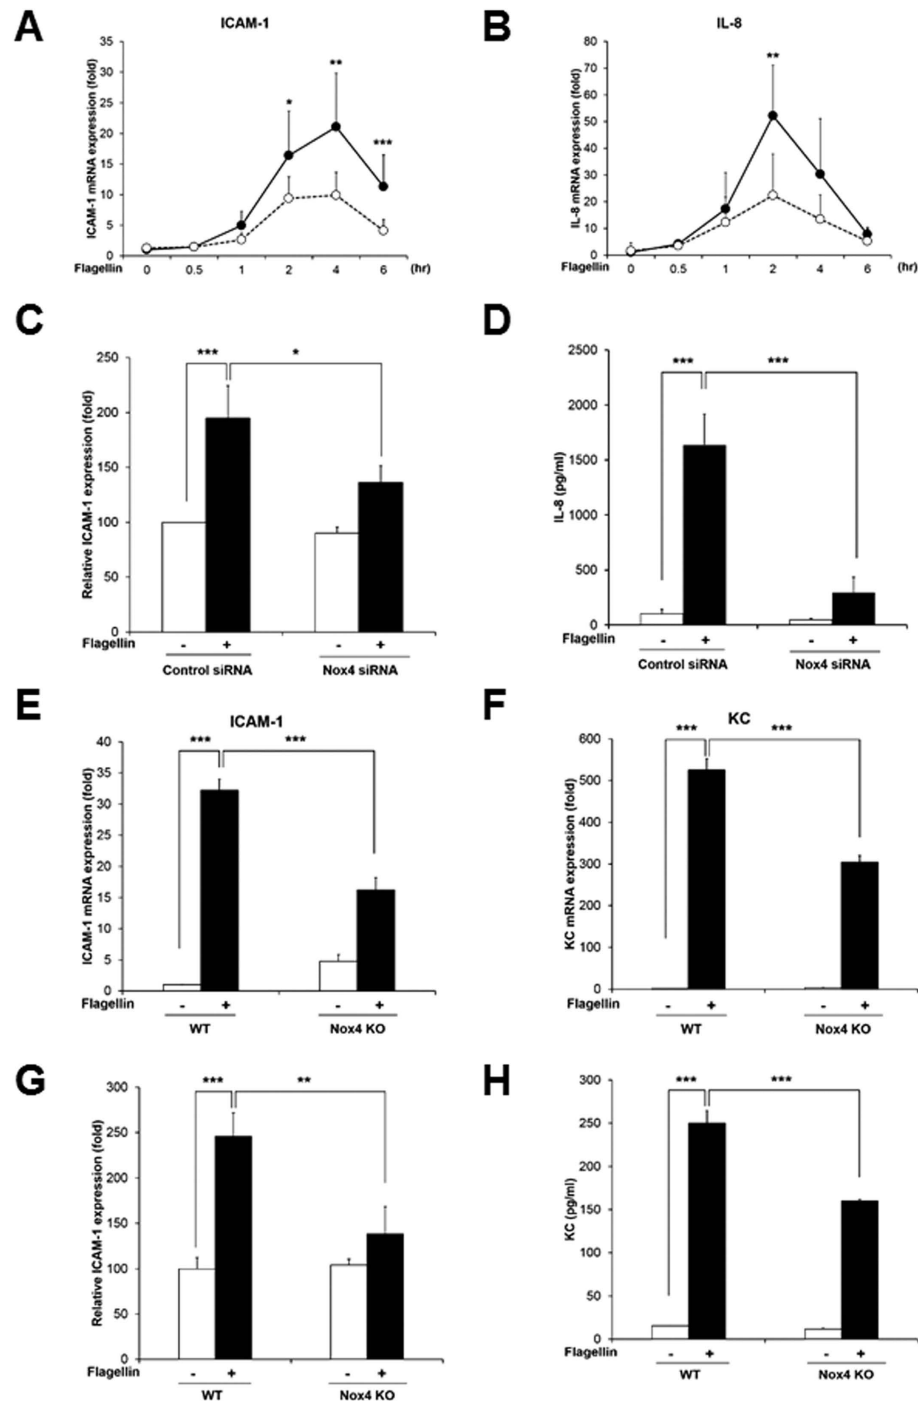 A
ICAM-1
ICAM-1 mRNA expression (fold)
35
30
25
20
15
10
5
0
*
**
***
Flagellin 0 0.5 1 2 4 6 (hr)
B
IL-8
IL-8 mRNA expression (fold)
80
70
60
50
40
30
20
10
0
**
Flagellin 0 0.5 1 2 4 6 (hr)
C
Relative ICAM-1 expression (fold)
250
200
150
100
50
0
*** *
Flagellin - + - +
Control siRNA Nox4 siRNA
D
IL-8 (pg/ml)
2500
2000
1500
1000
500
0
*** ***
Flagellin - + - +
Control siRNA Nox4 siRNA
E
ICAM-1
ICAM-1 mRNA expression (fold)
40
35
30
25
20
15
10
5
0
*** ***
Flagellin - + - +
WT Nox4 KO
F
KC
KC mRNA expression (fold)
600
500
400
300
200
100
0
*** ***
Flagellin - + - +
WT Nox4 KO
G
Relative ICAM-1 expression (fold)
300
250
200
150
100
50
0
*** **
Flagellin - + - +
WT Nox4 KO
H
KC (pg/ml)
300
250
200
150
100
50
0
*** ***
Flagellin - + - +
WT Nox4 KO